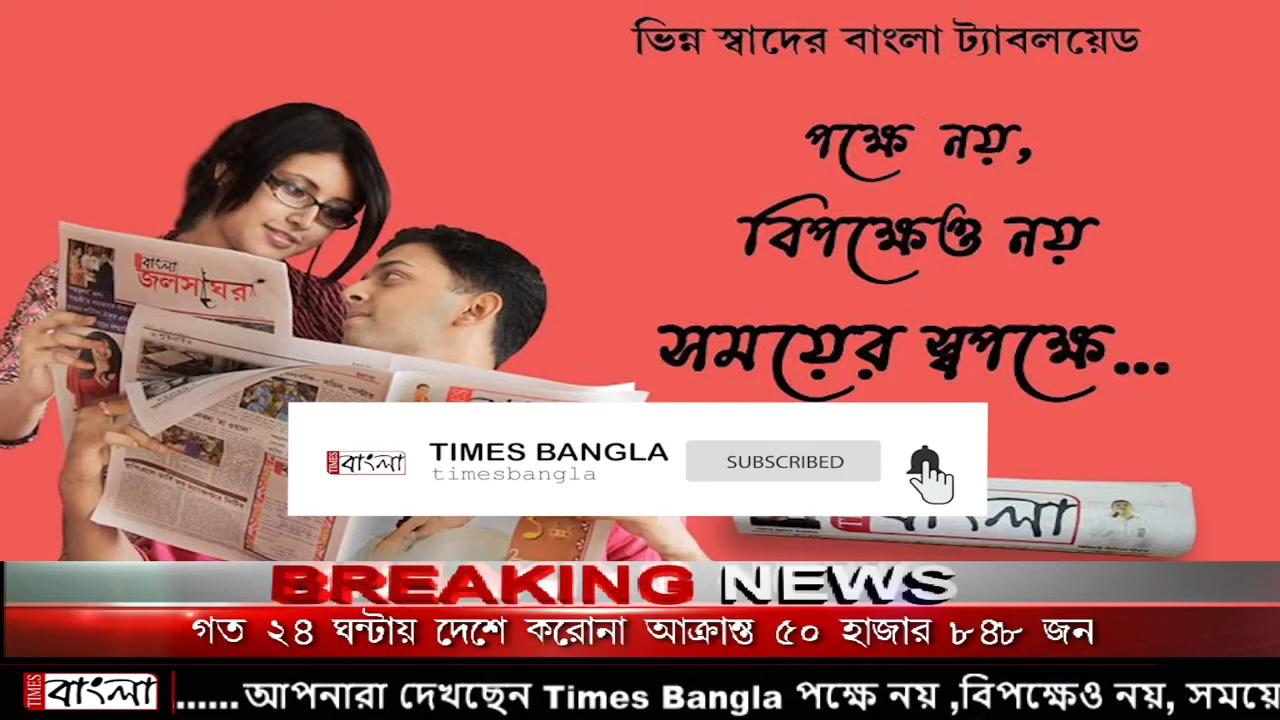 ভিন্ন স্বাদের বাংলা ট্যাবলয়েড
পক্ষে নয়,
বিপক্ষেও নয়
সময়ের স্বপক্ষে...
বাংলা
জলসাঘর
TIMES বাংলা
TIMES BANGLA
timesbangla
SUBSCRIBED
বাংলা
BREAKING NEWS
গত ২৪ ঘন্টায় দেশে করোনা আক্রান্ত ৫০ হাজার ৮৪৮ জন
TIMES বাংলা
......আপনারা দেখছেন Times Bangla পক্ষে নয় ,বিপক্ষেও নয়, সময়ে